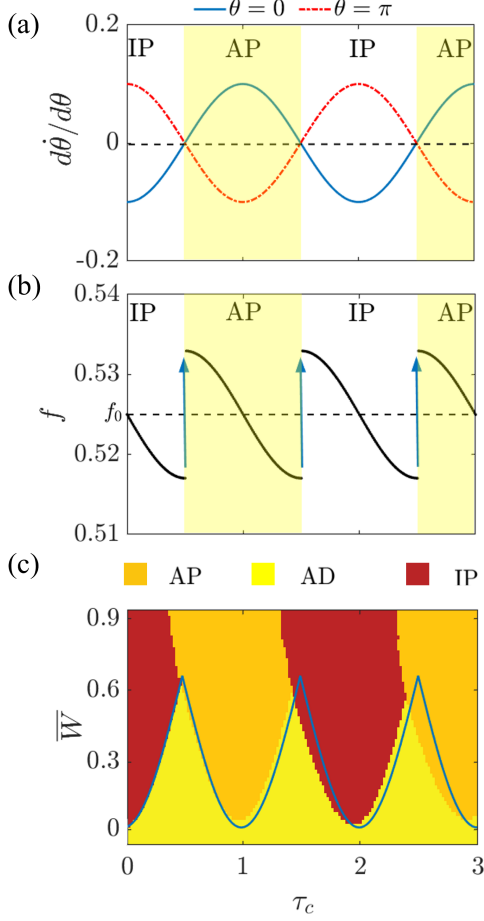 (a)
θ = 0 θ = π
0.2
IP AP IP AP
dθ̇/dθ
0
-0.2
(b)
0.54
IP AP IP AP
0.53
f
f₀
0.52
0.51
(c)
AP AD IP
0.9
0.6
W̅
0.3
0
0 1 2 3
τ_c